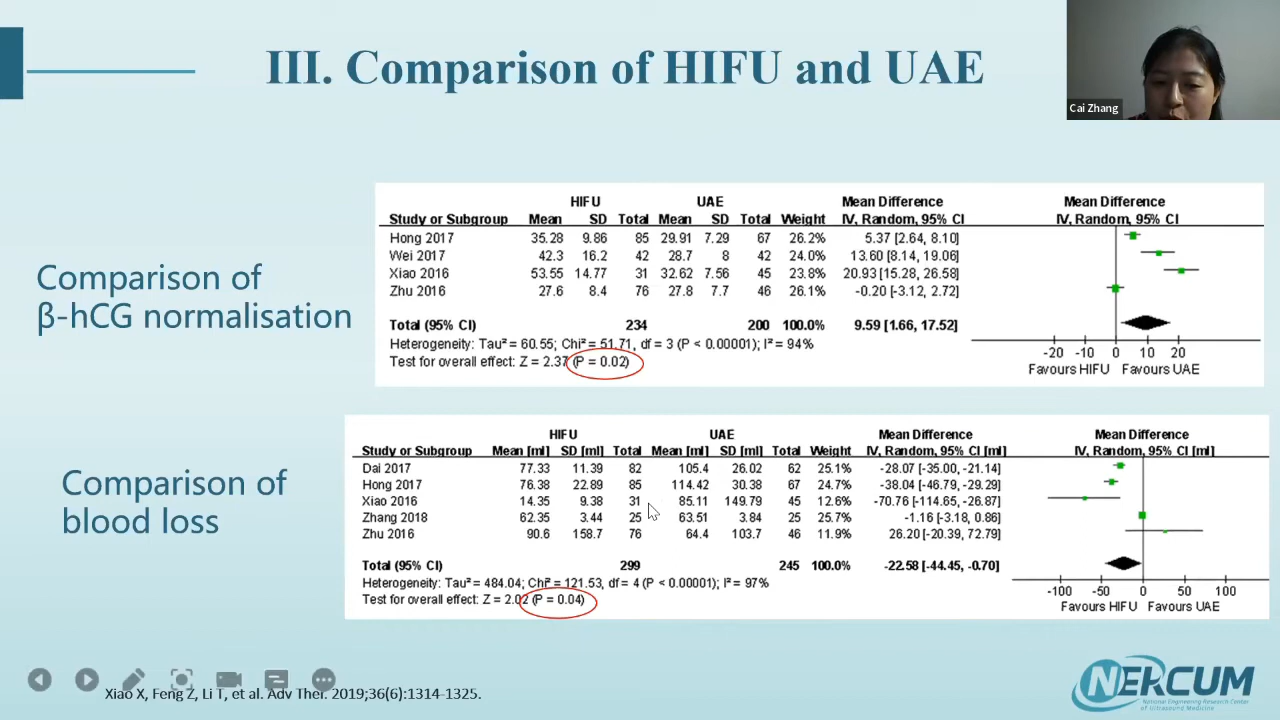 III. Comparison of HIFU and UAE
Cai Zhang
Comparison of
β-hCG normalisation
HIFU UAE Mean Difference Mean Difference
Study or Subgroup Mean SD Total Mean SD Total Weight IV, Random, 95% CI IV, Random, 95% CI
Hong 2017 35.28 9.86 85 29.91 7.29 67 26.2% 5.37 [2.64, 8.10]
Wei 2017 42.3 16.2 42 28.7 8 42 24.0% 13.60 [8.14, 19.06]
Xiao 2016 53.55 14.77 31 32.62 7.56 45 23.8% 20.93 [15.28, 26.58]
Zhu 2016 27.6 8.4 76 27.8 7.7 46 26.1% -0.20 [-3.12, 2.72]
Total (95% CI) 234 200 100.0% 9.59 [1.66, 17.52]
Heterogeneity: Tau² = 60.55; Chi² = 51.71, df = 3 (P < 0.00001); I² = 94%
Test for overall effect: Z = 2.37 (P = 0.02)
-20 -10 0 10 20
Favours HIFU Favours UAE
Comparison of
blood loss
HIFU UAE Mean Difference Mean Difference
Study or Subgroup Mean [ml] SD [ml] Total Mean [ml] SD [ml] Total Weight IV, Random, 95% CI [ml] IV, Random, 95% CI [ml]
Dai 2017 77.33 11.39 82 105.4 26.02 62 25.1% -28.07 [-35.00, -21.14]
Hong 2017 76.38 22.89 85 114.42 30.38 67 24.7% -38.04 [-46.79, -29.29]
Xiao 2016 14.35 9.38 31 85.11 149.79 45 12.6% -70.76 [-114.65, -26.87]
Zhang 2018 62.35 3.44 25 63.51 3.84 25 25.7% -1.16 [-3.18, 0.86]
Zhu 2016 90.6 158.7 76 64.4 103.7 46 11.9% 26.20 [-20.39, 72.79]
Total (95% CI) 299 245 100.0% -22.58 [-44.45, -0.70]
Heterogeneity: Tau² = 484.04; Chi² = 121.53, df = 4 (P < 0.00001); I² = 97%
Test for overall effect: Z = 2.02 (P = 0.04)
-100 -50 0 50 100
Favours HIFU Favours UAE
Xiao X, Feng Z, Li T, et al. Adv Ther. 2019;36(6):1314-1325.
NERCUM
National Engineering Research Center
of Ultrasound Medicine